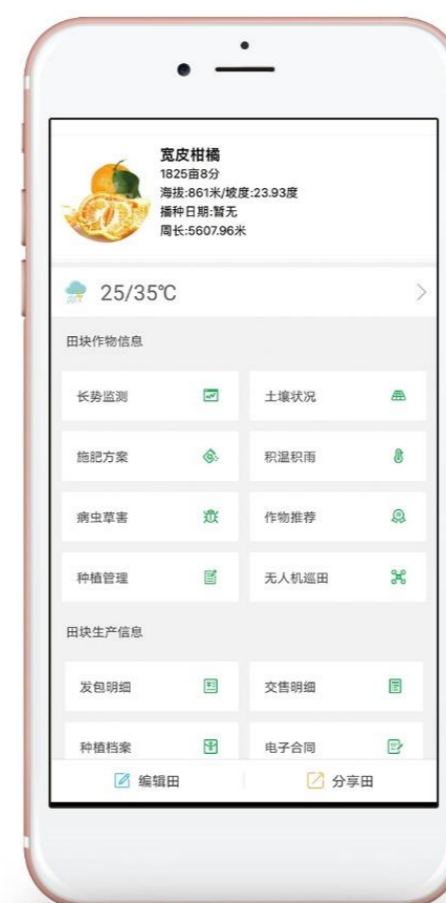 宽皮柑橘
1825亩8分
海拔:861米/坡度:23.93度
播种日期:暂无
周长:5607.96米
25/35℃
田块作物信息
长势监测
土壤状况
施肥方案
积温积雨
病虫草害
作物推荐
种植管理
无人机巡田
田块生产信息
发包明细
交售明细
种植档案
电子合同
编辑田
分享田